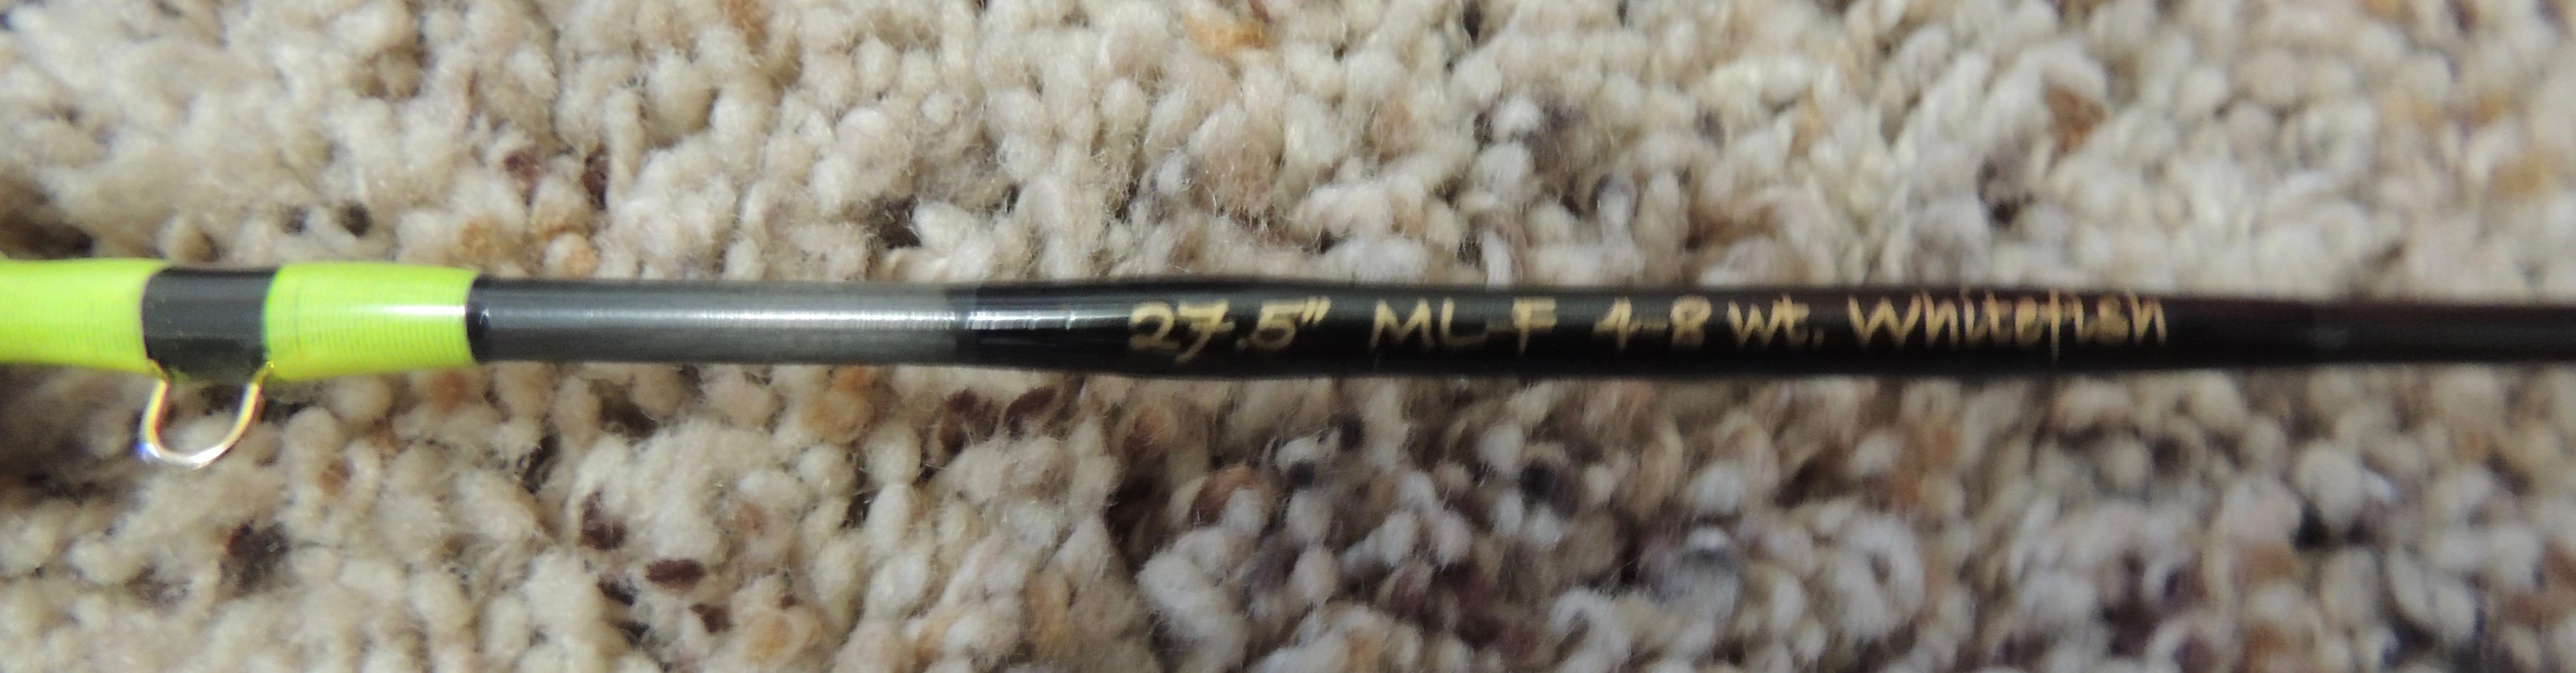 27.5" ML-F 4-8 wt. Whitefish